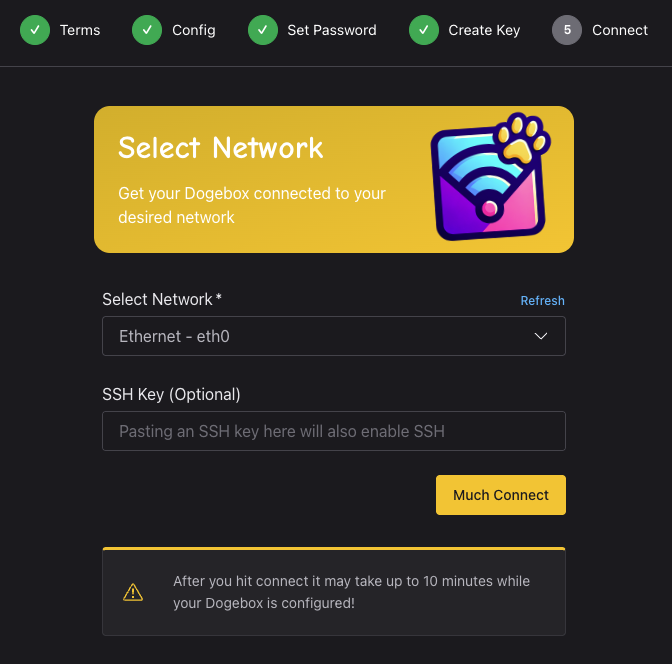 Terms
Config
Set Password
Create Key
5
Connect
Select Network
Get your Dogebox connected to your
desired network
Select Network *
Refresh
Ethernet - eth0
SSH Key (Optional)
Pasting an SSH key here will also enable SSH
Much Connect
After you hit connect it may take up to 10 minutes while
your Dogebox is configured!